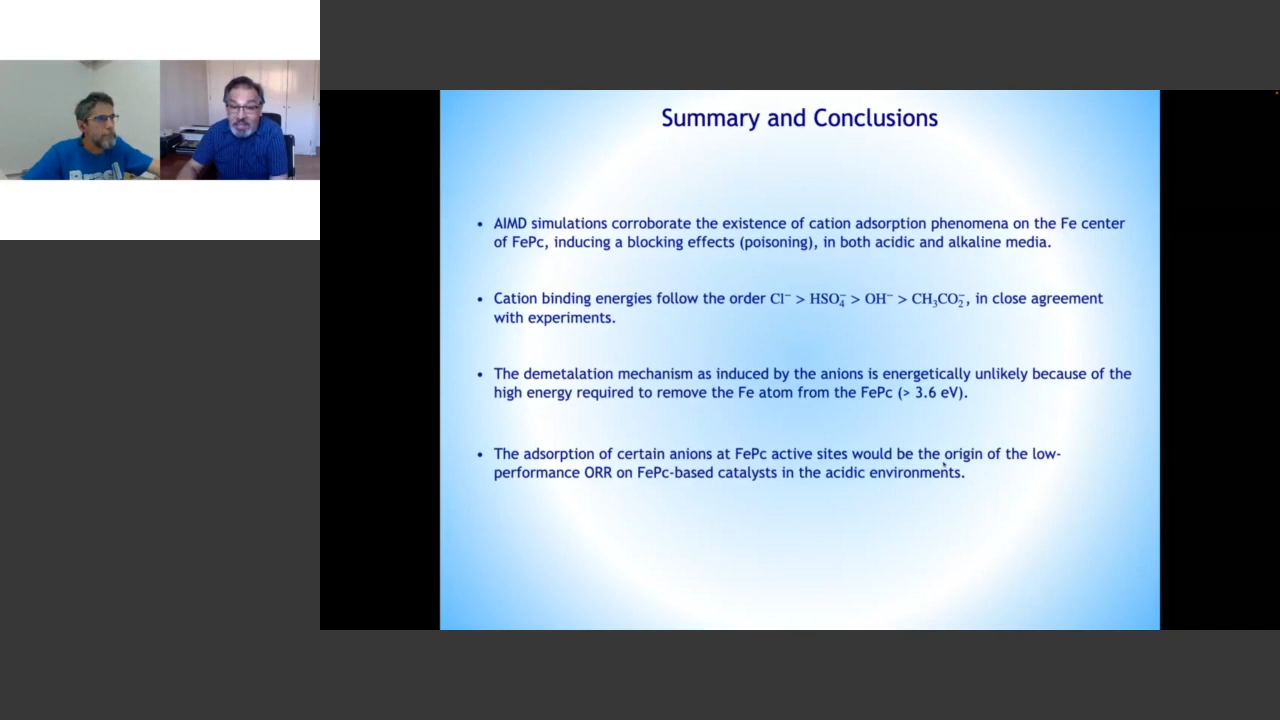 Brasil
Summary and Conclusions
• AIMD simulations corroborate the existence of cation adsorption phenomena on the Fe center
of FePc, inducing a blocking effects (poisoning), in both acidic and alkaline media.
• Cation binding energies follow the order Cl⁻ > HSO₄⁻ > OH⁻ > CH₃CO₂⁻, in close agreement
with experiments.
• The demetalation mechanism as induced by the anions is energetically unlikely because of the
high energy required to remove the Fe atom from the FePc (> 3.6 eV).
• The adsorption of certain anions at FePc active sites would be the origin of the low-
performance ORR on FePc-based catalysts in the acidic environments.